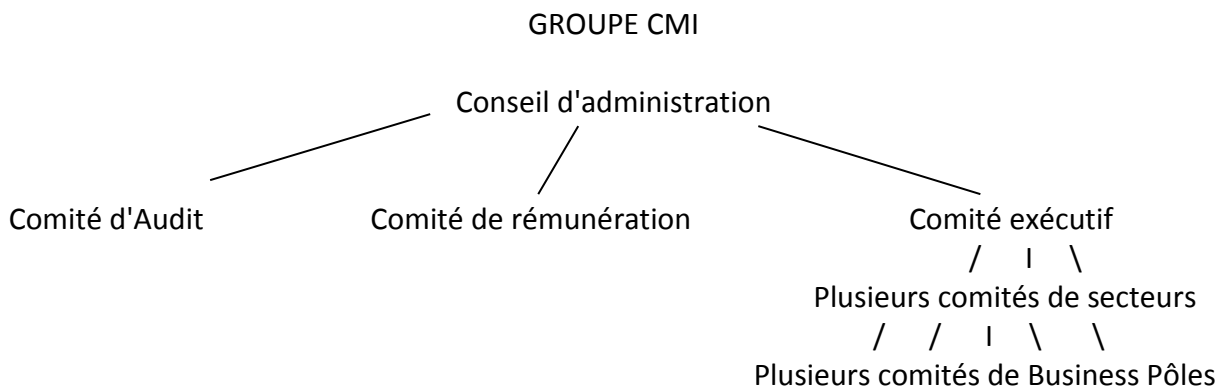 GROUPE CMI
Conseil d'administration
Comité d'Audit
Comité de rémunération
Comité exécutif
Plusieurs comités de secteurs
Plusieurs comités de Business Pôles